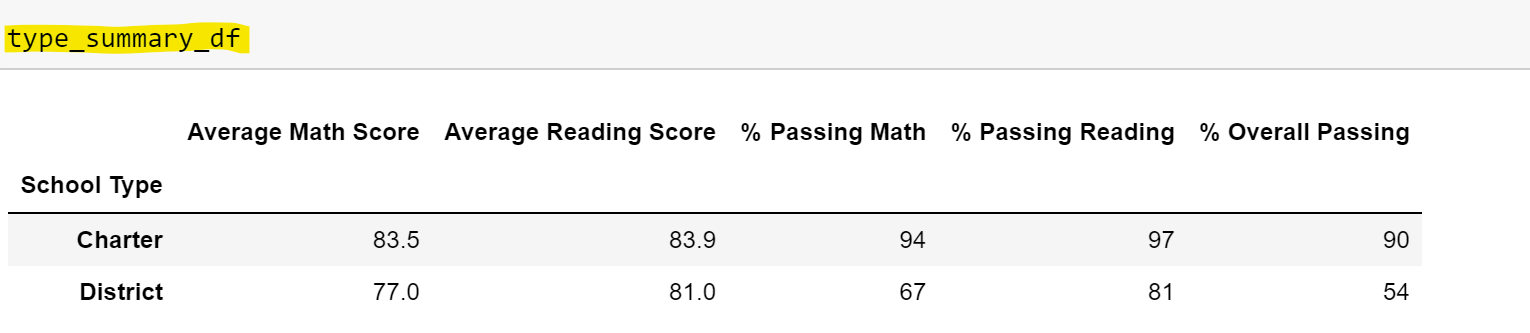 type_summary_df
Average Math Score Average Reading Score % Passing Math % Passing Reading % Overall Passing
School Type
Charter 83.5 83.9 94 97 90
District 77.0 81.0 67 81 54